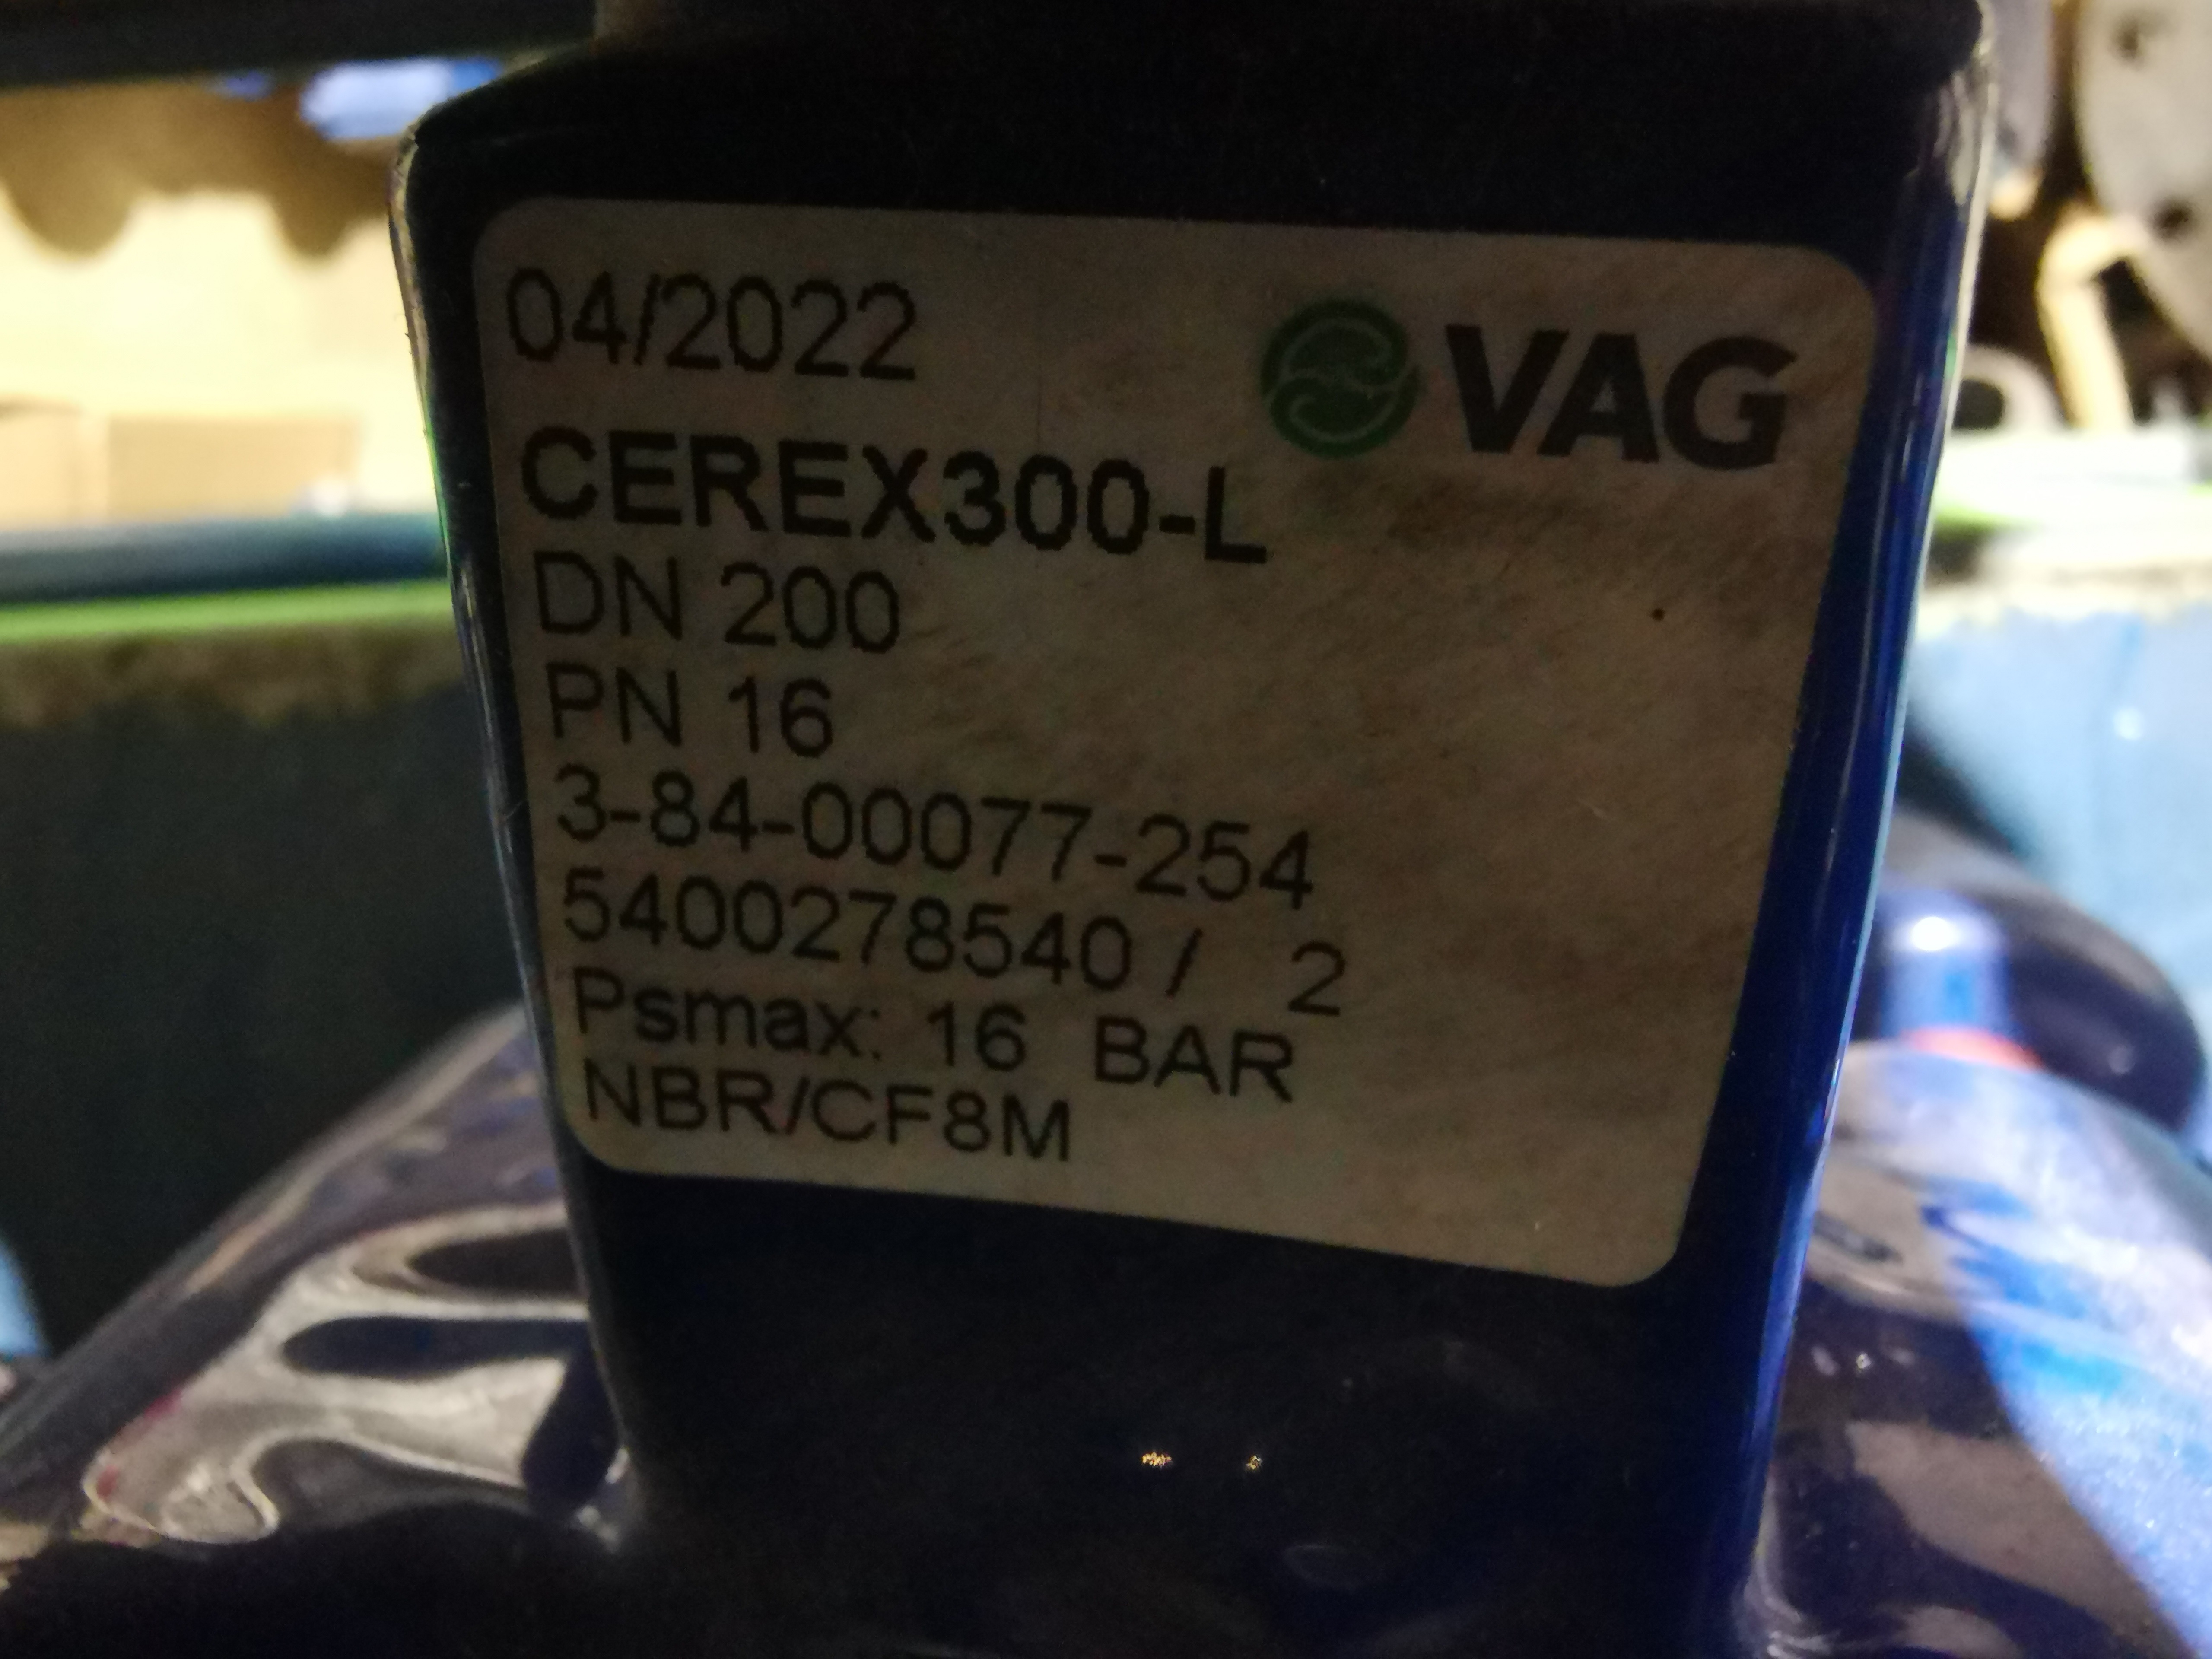 04/2022
VAG
CEREX300-L
DN 200
PN 16
3-84-00077-254
5400278540 / 2
Psmax: 16 BAR
NBR/CF8M